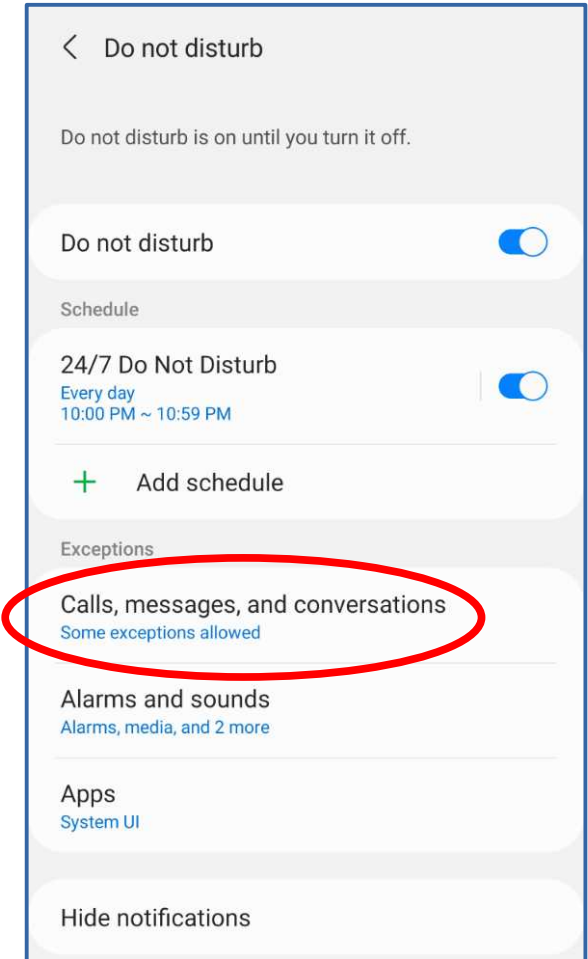 Do not disturb
Do not disturb is on until you turn it off.
Do not disturb
Schedule
24/7 Do Not Disturb
Every day
10:00 PM ~ 10:59 PM
Add schedule
Exceptions
Calls, messages, and conversations
Some exceptions allowed
Alarms and sounds
Alarms, media, and 2 more
Apps
System UI
Hide notifications